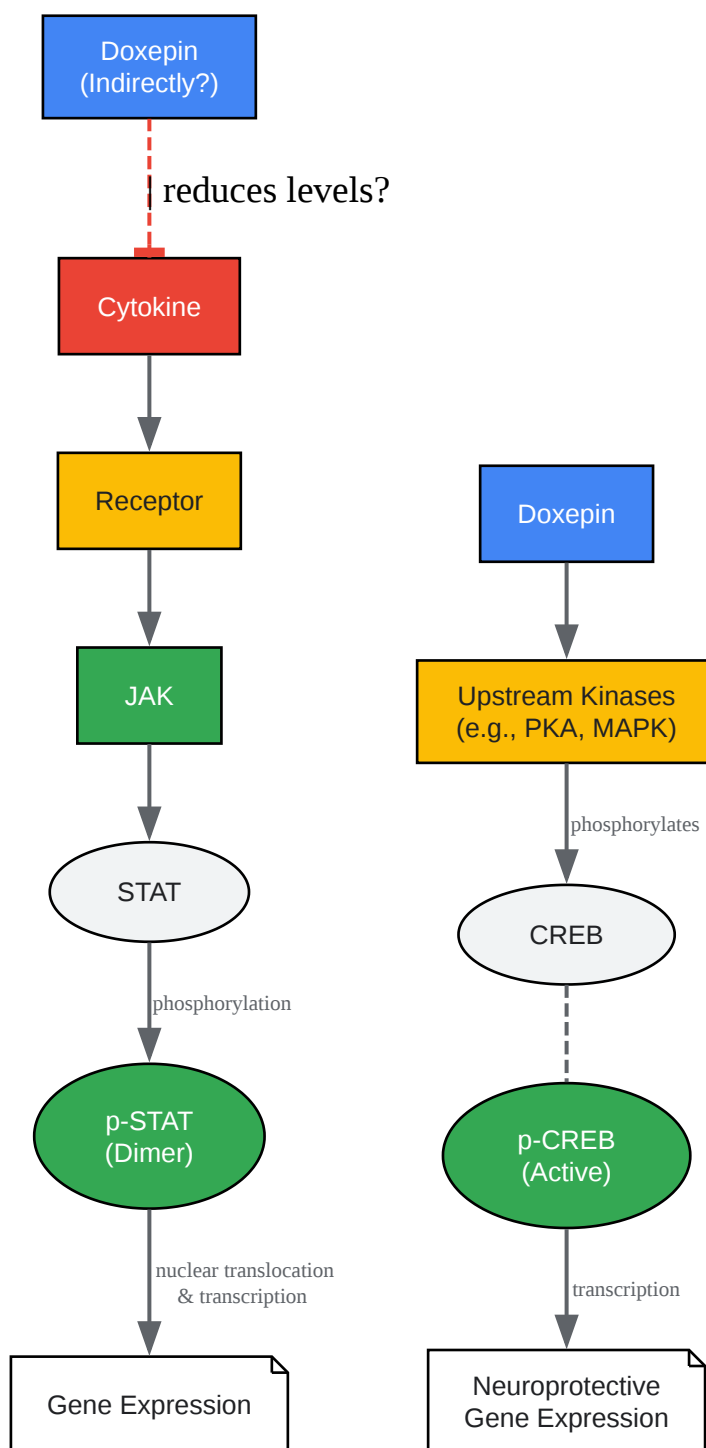 Doxepin
(Indirectly?)
reduces levels?
Cytokine
Receptor
JAK
STAT
phosphorylation
p-STAT
(Dimer)
nuclear translocation
& transcription
Gene Expression
Doxepin
Upstream Kinases
(e.g., PKA, MAPK)
phosphorylates
CREB
p-CREB
(Active)
transcription
Neuroprotective
Gene Expression